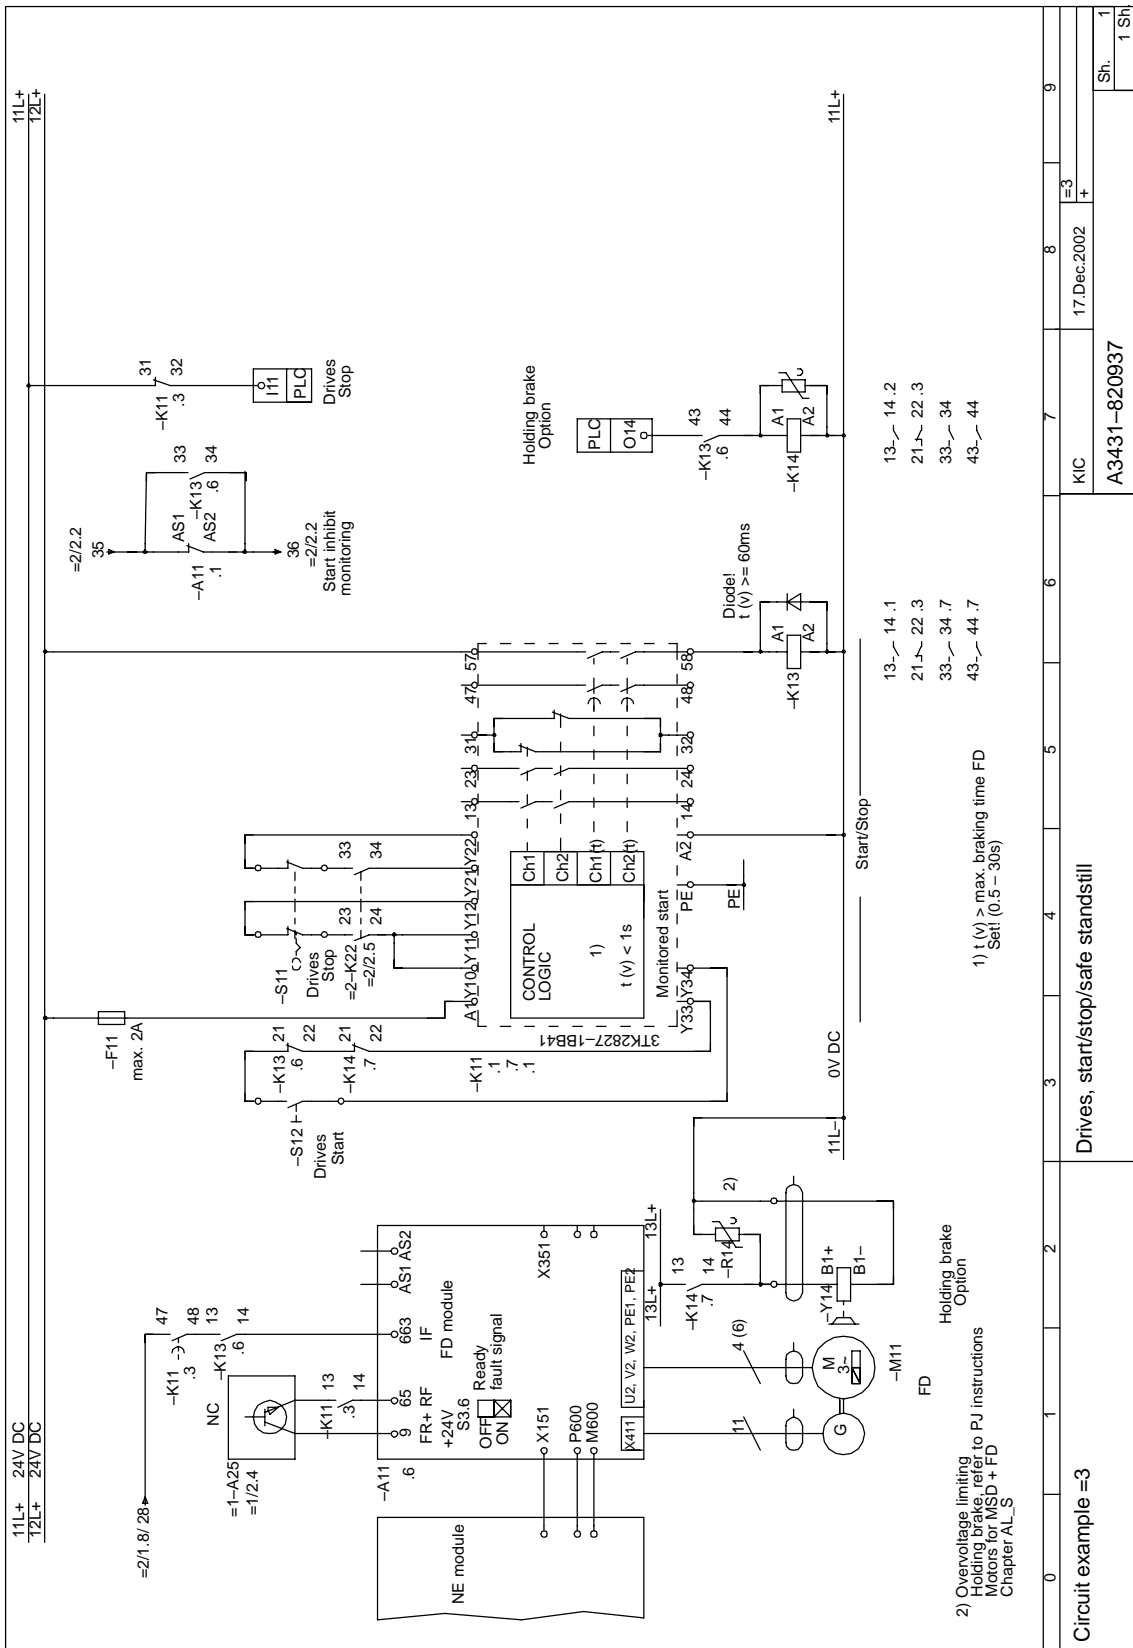 11L+ 24V DC
12L+ 24V DC
11L+
12L+
=2/1.8/ 28
–K11
.3
47
48
–K13
.6
13
14
NC
=1–A25
=1/2.4
–K11
.3
13
14
–S12
Drives
Start
–K13
.6
21
22
–K14
.7
21
22
–F11
max. 2A
–K11
.1
.7
.1
–S11
Drives
Stop
=2–K22
=2/2.5
23
24
33
34
=2/2.2
35
–A11
.1
AS1
AS2
–K13
.6
33
34
36
=2/2.2
Start inhibit
monitoring
–K11
.3
31
32
I11
PLC
Drives
Stop
NE module
–A11
.6
9
65
663
AS1
AS2
FR+
RF
IF
+24V
FD module
S3.6
OFF
ON
Ready
fault signal
X151
X351
P600
M600
X411
U2, V2, W2, PE1, PE2
3TK2827–1BB41
A1
Y10
Y11
Y12
Y21
Y22
13
23
31
47
57
CONTROL
LOGIC
1)
t (v) < 1s
Ch1
Ch2
Ch1(t)
Ch2(t)
Monitored start
Y33
Y34
PE
A2
14
24
32
48
58
PE
Holding brake
Option
PLC
O14
–K13
.6
43
44
Diode!
t (v) >= 60ms
–K13
A1
A2
–K14
A1
A2
13L+
13L+
–K14
.7
13
14
–R14
2)
11
4 (6)
G
M
3~
–M11
FD
–Y14
B1+
B1–
Holding brake
Option
11L–
0V DC
11L+
Start/Stop
13 14 .1
21 22 .3
33 34 .7
43 44 .7
13 14 .2
21 22 .3
33 34
43 44
1) t (v) > max. braking time FD
Set! (0.5 – 30s)
2) Overvoltage limiting
Holding brake, refer to PJ instructions
Motors for MSD + FD
Chapter AL_S
0 1 2 3 4 5 6 7 8 9
Circuit example =3
Drives, start/stop/safe standstill
KIC
17.Dec.2002
=3
+
A3431–820937
Sh. 1
1 Sh.